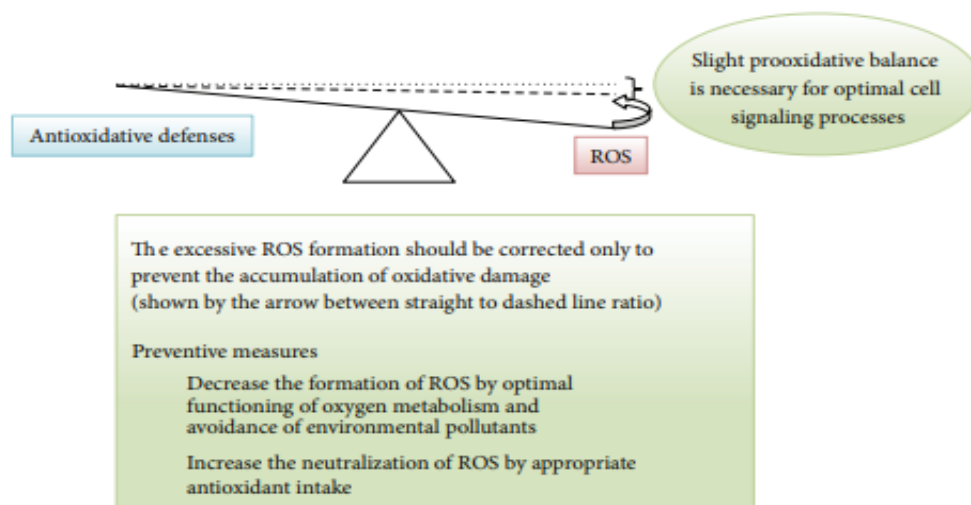 Slight prooxidative balance
is necessary for optimal cell
signaling processes
Antioxidative defenses
ROS
Th e excessive ROS formation should be corrected only to
prevent the accumulation of oxidative damage
(shown by the arrow between straight to dashed line ratio)
Preventive measures
Decrease the formation of ROS by optimal
functioning of oxygen metabolism and
avoidance of environmental pollutants
Increase the neutralization of ROS by appropriate
antioxidant intake